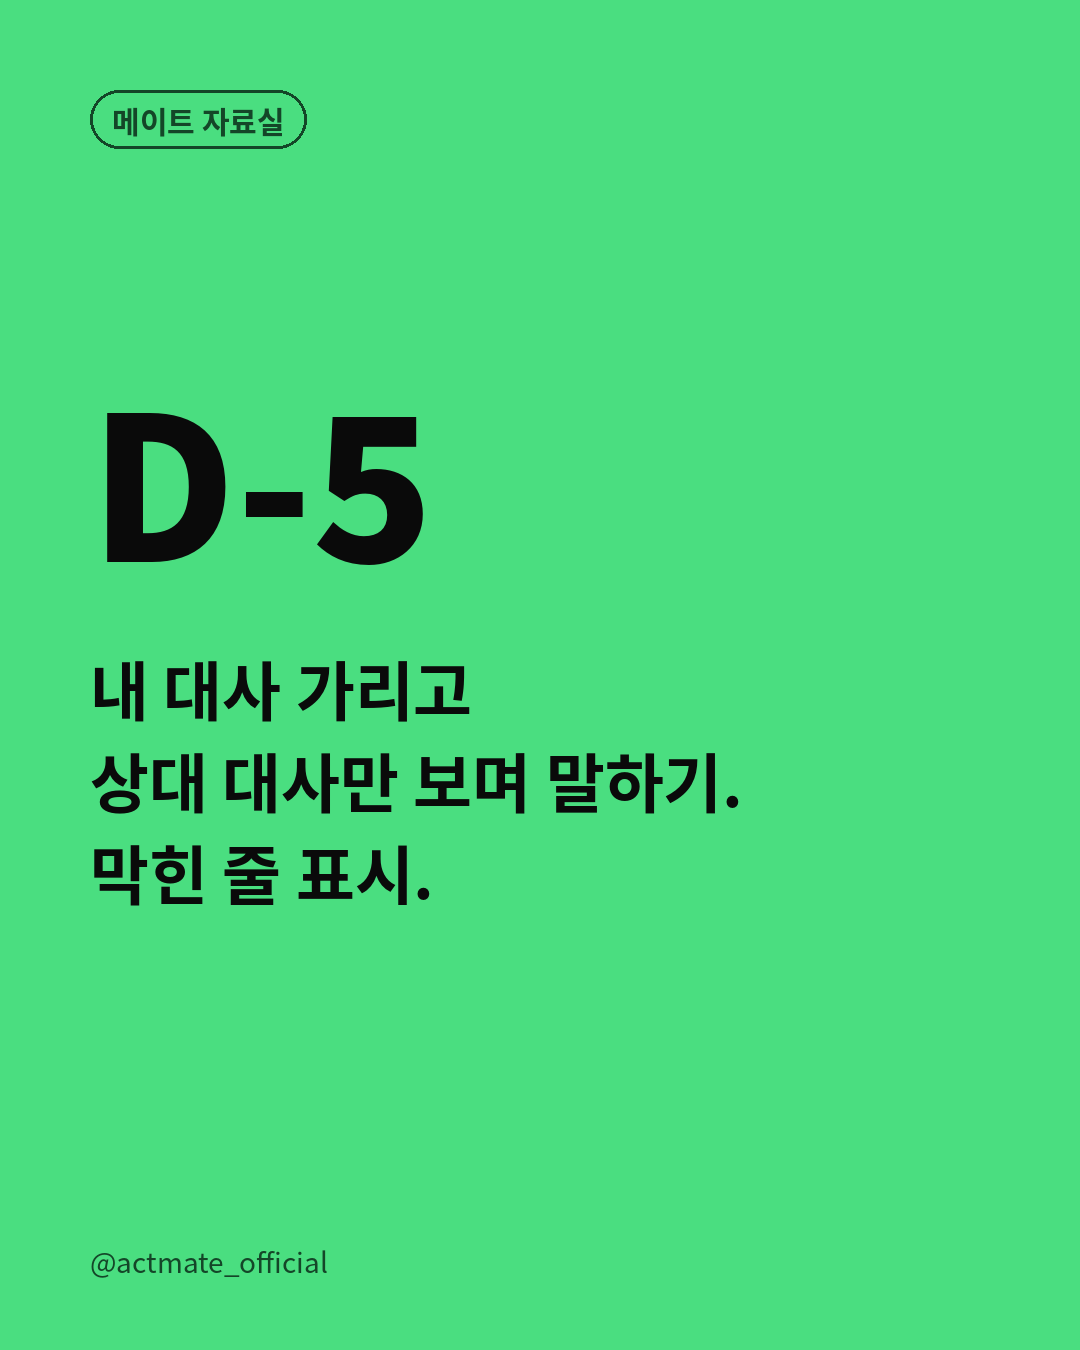 메이트 자료실
D-5
내 대사 가리고
상대 대사만 보며 말하기.
막힌 줄 표시.
@actmate_official